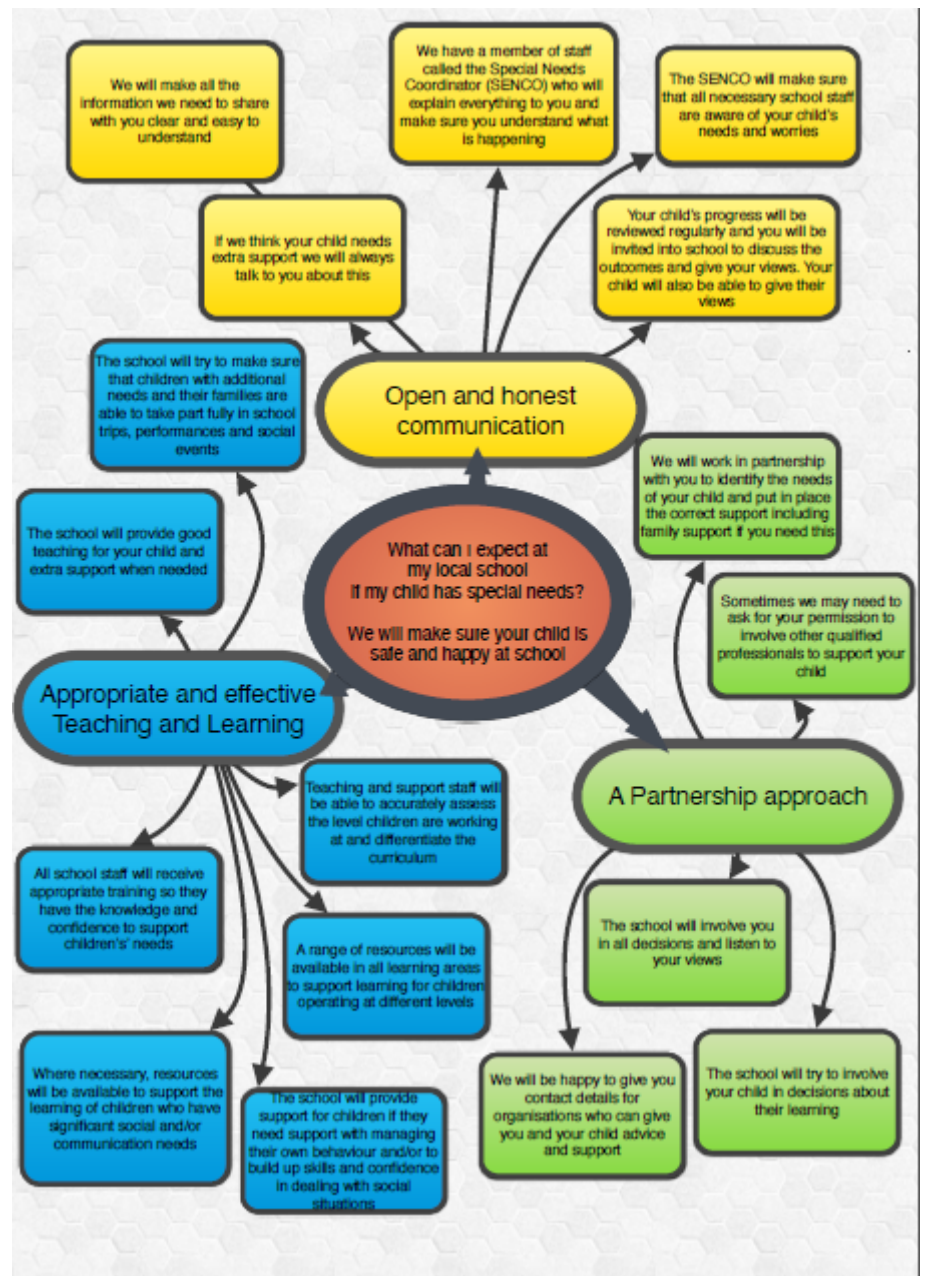 We will make all the
information we need to share
with you clear and easy to
understand
We have a member of staff
called the Special Needs
Coordinator (SENCO) who will
explain everything to you and
make sure you understand what
is happening
The SENCO will make sure
that all necessary school staff
are aware of your child's
needs and worries
If we think your child needs
extra support we will always
talk to you about this
Your child's progress will be
reviewed regularly and you will be
invited into school to discuss the
outcomes and give your views. Your
child will also be able to give their
views
Open and honest
communication
The school will try to make sure
that children with additional
needs and their families are
able to take part fully in school
trips, performances and social
events
The school will provide good
teaching for your child and
extra support when needed
What can I expect at
my local school
If my child has special needs?
We will make sure your child is
safe and happy at school
We will work in partnership
with you to identify the needs
of your child and put in place
the correct support including
family support if you need this
Sometimes we may need to
ask for your permission to
involve other qualified
professionals to support your
child
Appropriate and effective
Teaching and Learning
A Partnership approach
Teaching and support staff will
be able to accurately assess
the level children are working
at and differentiate the
curriculum
All school staff will receive
appropriate training so they
have the knowledge and
confidence to support
children's' needs
A range of resources will be
available in all learning areas
to support learning for children
operating at different levels
Where necessary, resources
will be available to support the
learning of children who have
significant social and/or
communication needs
The school will provide
support for children if they
need support with managing
their own behaviour and/or to
build up skills and confidence
in dealing with social
situations
The school will involve you
in all decisions and listen to
your views
We will be happy to give you
contact details for
organisations who can give
you and your child advice
and support
The school will try to involve
your child in decisions about
their learning